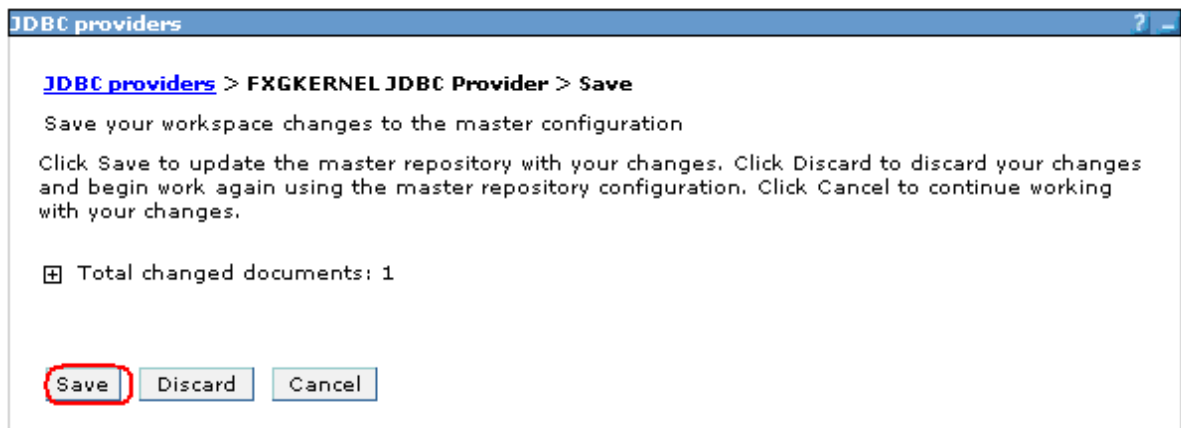 JDBC providers ? –
JDBC providers > FXGKERNEL JDBC Provider > Save
Save your workspace changes to the master configuration
Click Save to update the master repository with your changes. Click Discard to discard your changes
and begin work again using the master repository configuration. Click Cancel to continue working
with your changes.
Total changed documents: 1
Save Discard Cancel